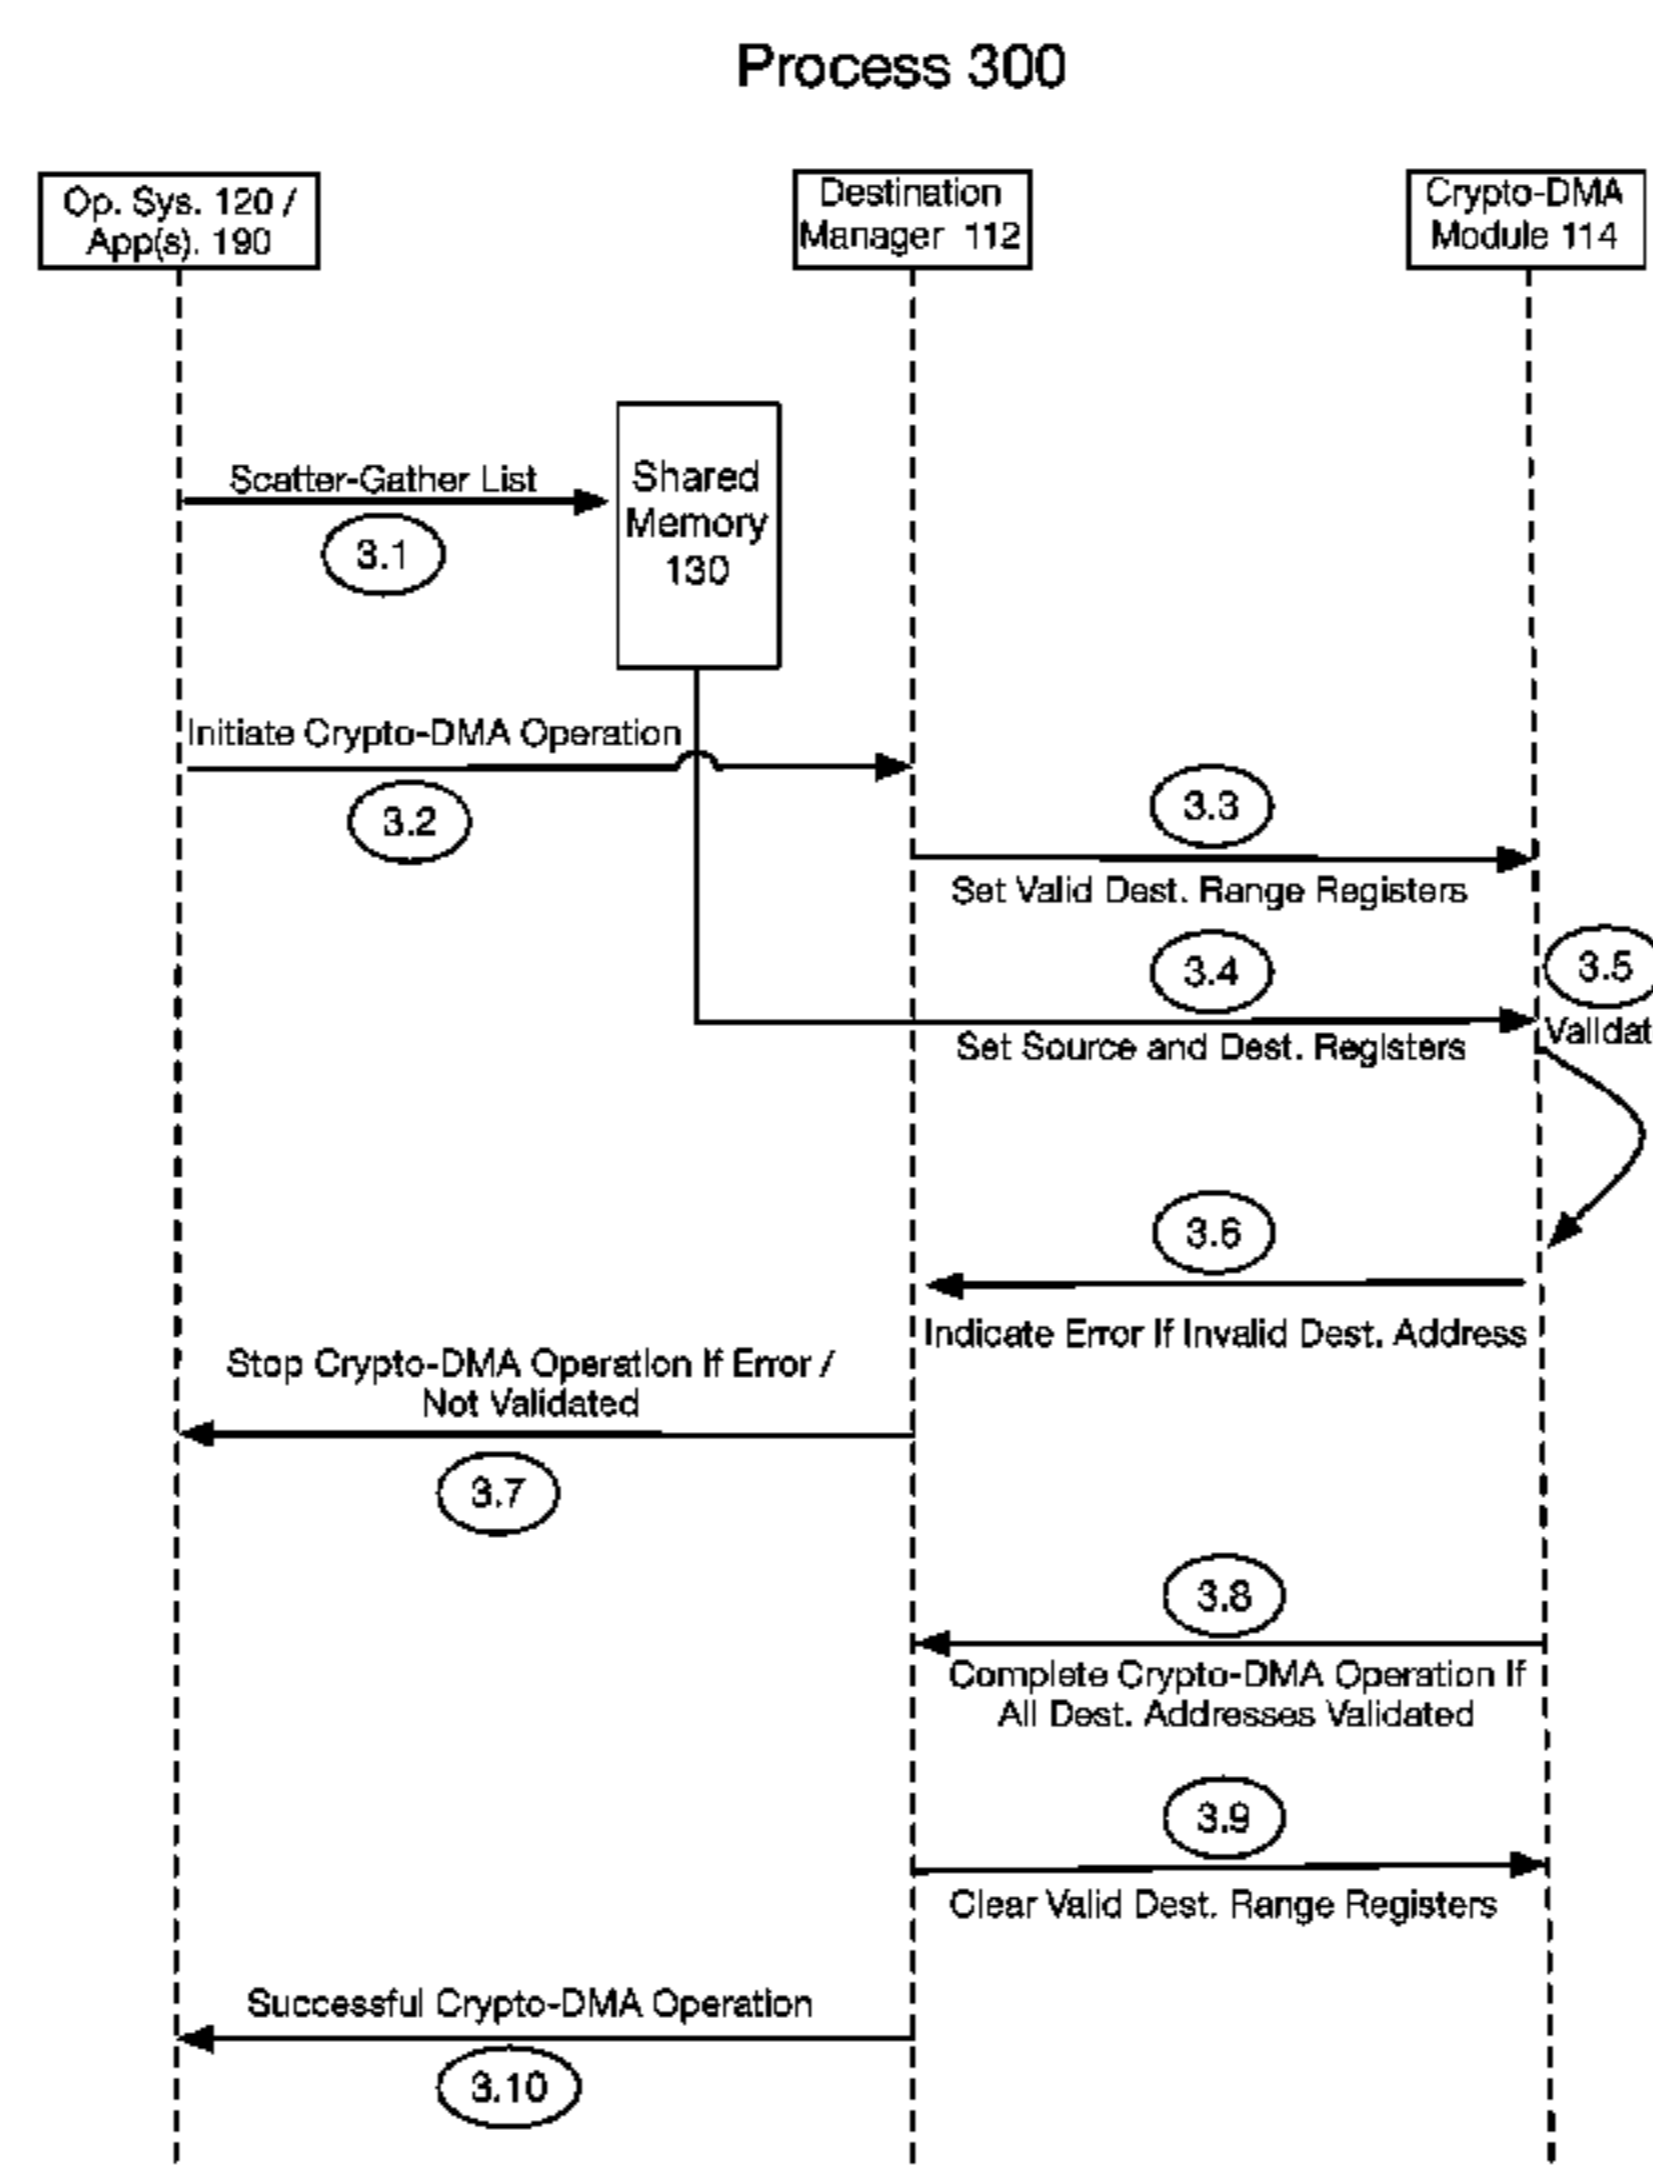 Process 300
Op. Sys. 120 /
App(s). 190
Destination
Manager 112
Crypto-DMA
Module 114
Scatter-Gather List
3.1
Shared
Memory
130
Initiate Crypto-DMA Operation
3.2
3.3
Set Valid Dest. Range Registers
3.4
Set Source and Dest. Registers
3.5
Validat
3.6
Indicate Error If Invalid Dest. Address
Stop Crypto-DMA Operation If Error /
Not Validated
3.7
3.8
Complete Crypto-DMA Operation If
All Dest. Addresses Validated
3.9
Clear Valid Dest. Range Registers
Successful Crypto-DMA Operation
3.10